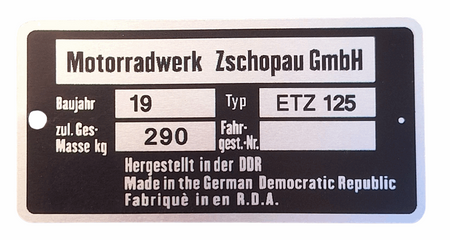 Motorradwerk Zschopau GmbH
Baujahr 19 Typ ETZ 125
zul. Ges- Masse kg 290 Fahr- gest.-Nr.
Hergestellt in der DDR
Made in the German Democratic Republic
Fabriquè in en R.D.A.